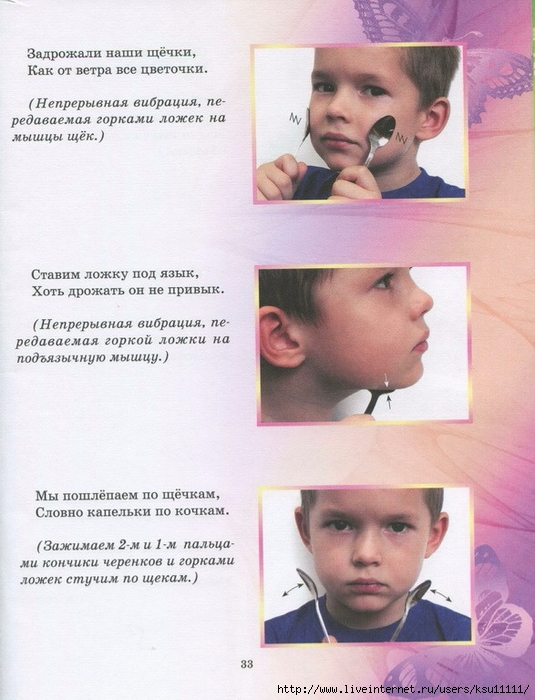 Задрожали наши щёчки,
Как от ветра все цветочки.
(Непрерывная вибрация, пе-
редаваемая горками ложек на
мышцы щёк.)
Ставим ложку под язык,
Хоть дрожать он не привык.
(Непрерывная вибрация, пе-
редаваемая горкой ложки на
подъязычную мышцу.)
Мы пошлёпаем по щёчкам,
Словно капельки по кочкам.
(Зажимаем 2-м и 1-м пальца-
ми кончики черенков и горками
ложек стучим по щекам.)
33
http://www.liveinternet.ru/users/ksu11111/